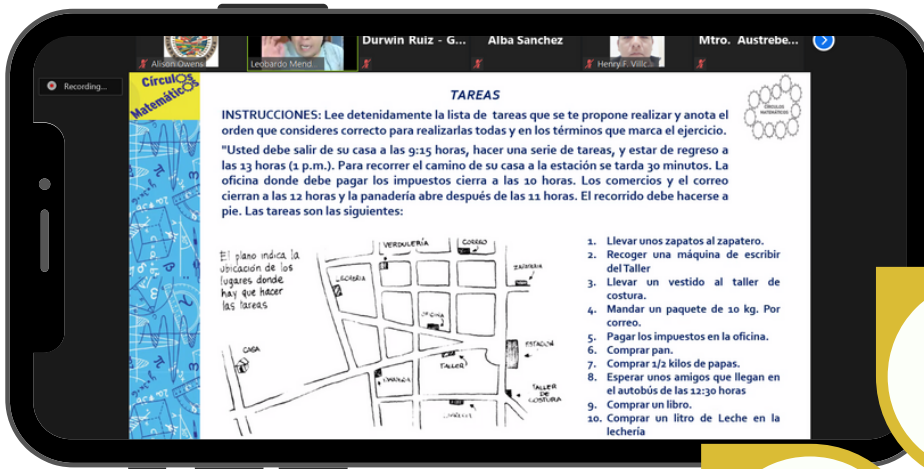 Durwin Ruiz - G... Alba Sanchez Mtro. Austrebe...
Alison Owens Leobardo Mend... Henry F. Villc...
Recording...
Círculos
Matemáticos
CÍRCULOS
MATEMÁTICOS
TAREAS
INSTRUCCIONES: Lee detenidamente la lista de tareas que se te propone realizar y anota el
orden que consideres correcto para realizarlas todas y en los términos que marca el ejercicio.
"Usted debe salir de su casa a las 9:15 horas, hacer una serie de tareas, y estar de regreso a
las 13 horas (1 p.m.). Para recorrer el camino de su casa a la estación se tarda 30 minutos. La
oficina donde debe pagar los impuestos cierra a las 10 horas. Los comercios y el correo
cierran a las 12 horas y la panadería abre después de las 11 horas. El recorrido debe hacerse a
pie. Las tareas son las siguientes:
El plano indica la
ubicación de los
lugares donde
hay que hacer
las tareas
VERDULERÍA
CORREO
ZAPATERIA
OFICINA
ESTACIÓN
CASA
TALLER
TALLER
DE
COSTURA
1. Llevar unos zapatos al zapatero.
2. Recoger una máquina de escribir
del Taller
3. Llevar un vestido al taller de
costura.
4. Mandar un paquete de 10 kg. Por
correo.
5. Pagar los impuestos en la oficina.
6. Comprar pan.
7. Comprar 1/2 kilos de papas.
8. Esperar unos amigos que llegan en
el autobús de las 12:30 horas
9. Comprar un libro.
10. Comprar un litro de Leche en la
lechería